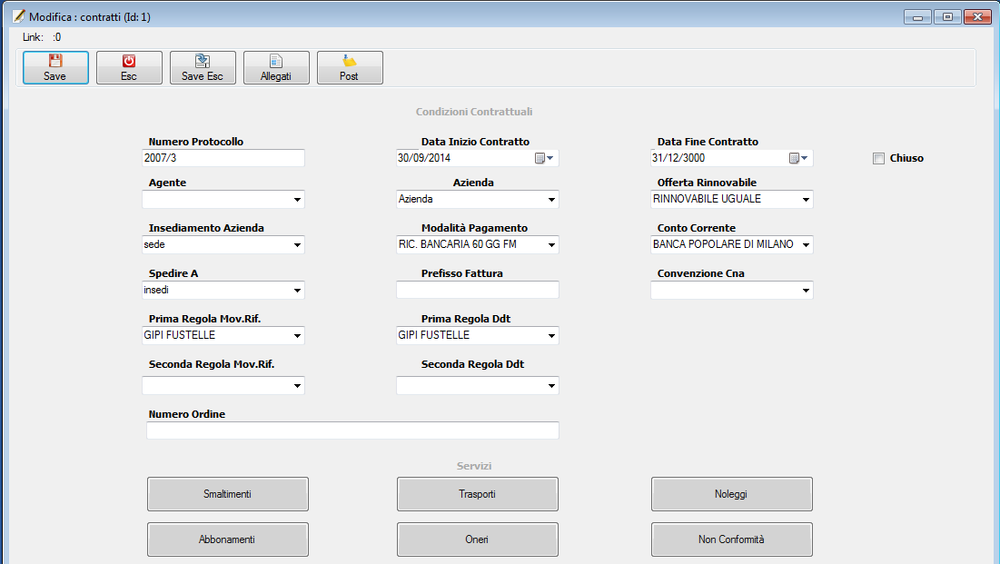 Modifica : contratti (Id: 1)
Link: :0
Save Esc Save Esc Allegati Post
Condizioni Contrattuali
Numero Protocollo Data Inizio Contratto Data Fine Contratto
2007/3 30/09/2014 31/12/3000 Chiuso
Agente Azienda Offerta Rinnovabile
Azienda RINNOVABILE UGUALE
Insediamento Azienda Modalità Pagamento Conto Corrente
sede RIC. BANCARIA 60 GG FM BANCA POPOLARE DI MILANO
Spedire A Prefisso Fattura Convenzione Cna
insedi
Prima Regola Mov.Rif. Prima Regola Ddt
GIPI FUSTELLE GIPI FUSTELLE
Seconda Regola Mov.Rif. Seconda Regola Ddt
Numero Ordine
Servizi
Smaltimenti Trasporti Noleggi
Abbonamenti Oneri Non Conformità